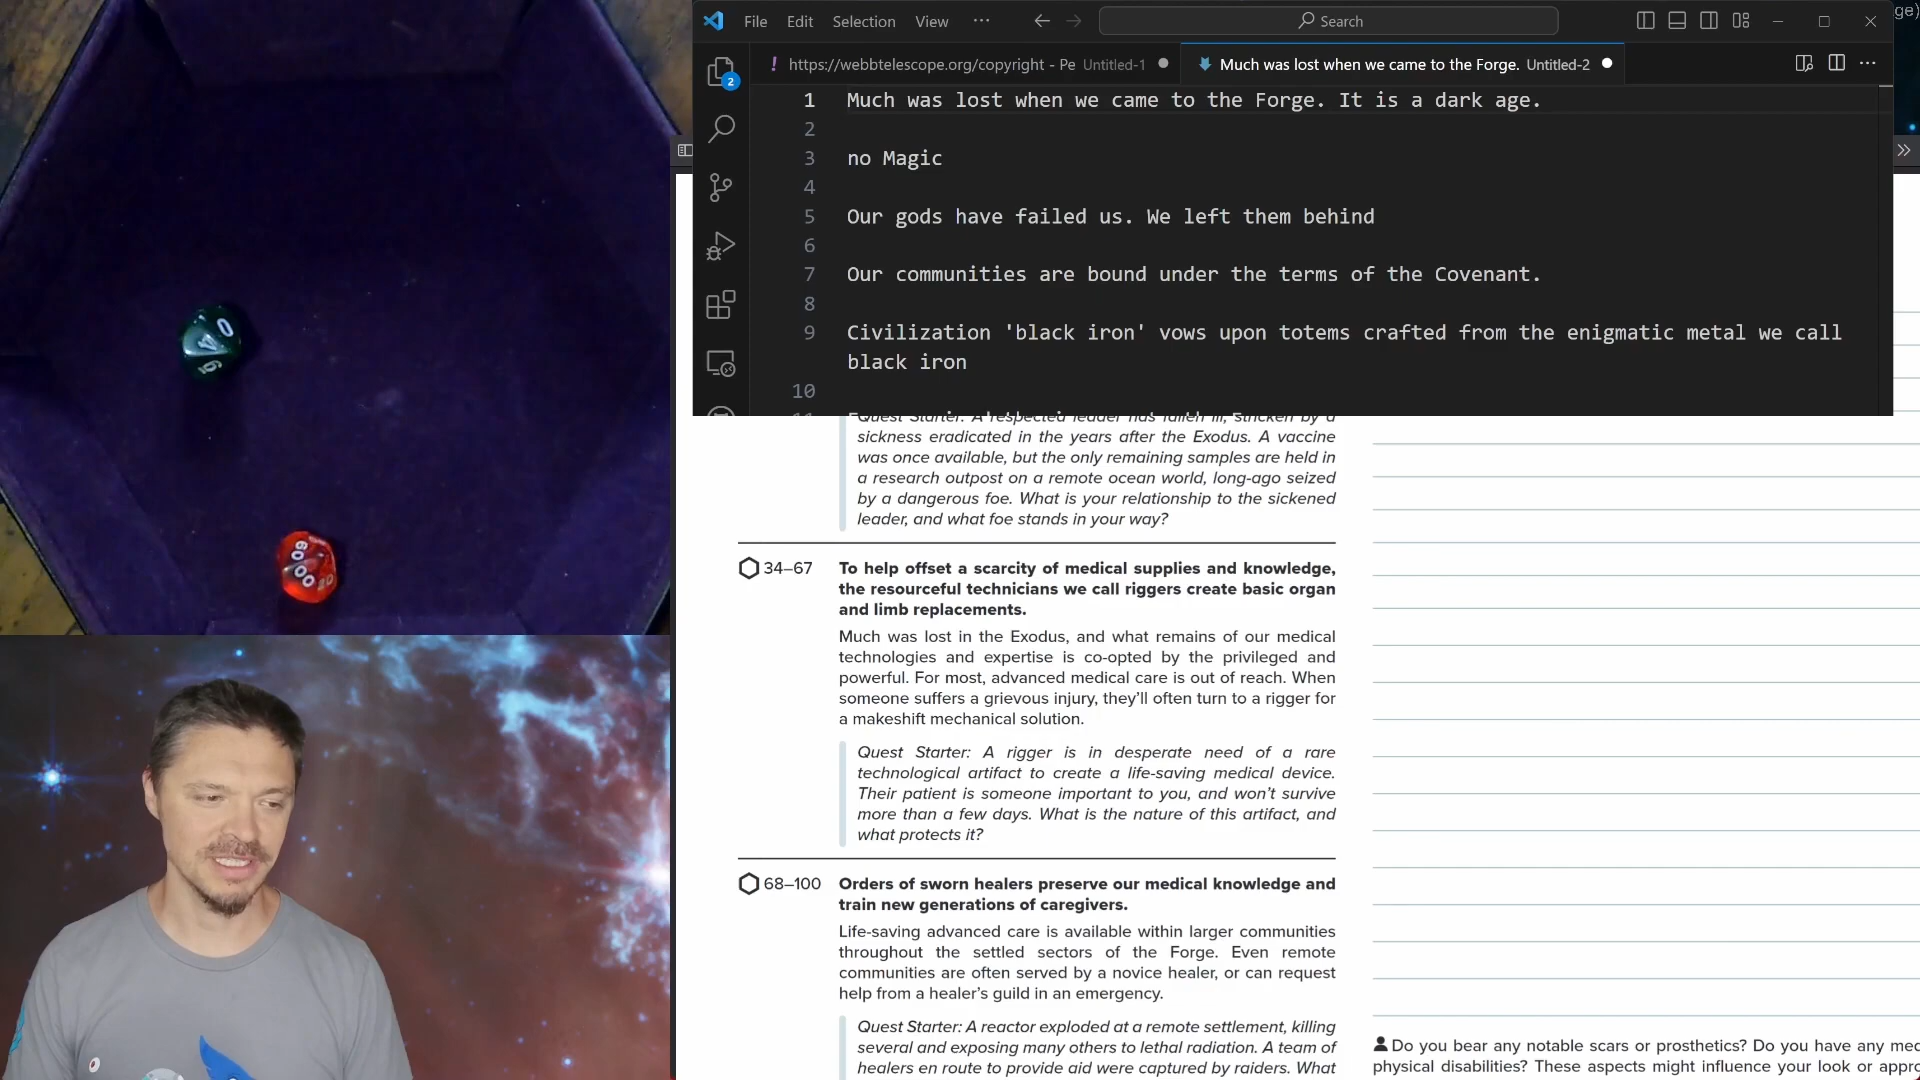 File Edit Selection View ··· Search
! https://webbtelescope.org/copyright - Pe Untitled-1
Much was lost when we came to the Forge. Untitled-2
2
1 Much was lost when we came to the Forge. It is a dark age.
2
3 no Magic
4
5 Our gods have failed us. We left them behind
6
7 Our communities are bound under the terms of the Covenant.
8
9 Civilization 'black iron' vows upon totems crafted from the enigmatic metal we call
black iron
10
Quest Starter: A respected leader has fallen ill, stricken by a
sickness eradicated in the years after the Exodus. A vaccine
was once available, but the only remaining samples are held in
a research outpost on a remote ocean world, long-ago seized
by a dangerous foe. What is your relationship to the sickened
leader, and what foe stands in your way?
34–67 To help offset a scarcity of medical supplies and knowledge,
the resourceful technicians we call riggers create basic organ
and limb replacements.
Much was lost in the Exodus, and what remains of our medical
technologies and expertise is co-opted by the privileged and
powerful. For most, advanced medical care is out of reach. When
someone suffers a grievous injury, they'll often turn to a rigger for
a makeshift mechanical solution.
Quest Starter: A rigger is in desperate need of a rare
technological artifact to create a life-saving medical device.
Their patient is someone important to you, and won't survive
more than a few days. What is the nature of this artifact, and
what protects it?
68–100 Orders of sworn healers preserve our medical knowledge and
train new generations of caregivers.
Life-saving advanced care is available within larger communities
throughout the settled sectors of the Forge. Even remote
communities are often served by a novice healer, or can request
help from a healer's guild in an emergency.
Quest Starter: A reactor exploded at a remote settlement, killing
several and exposing many others to lethal radiation. A team of
healers en route to provide aid were captured by raiders. What
Do you bear any notable scars or prosthetics? Do you have any med
physical disabilities? These aspects might influence your look or appro
ge)
0
4
60
00